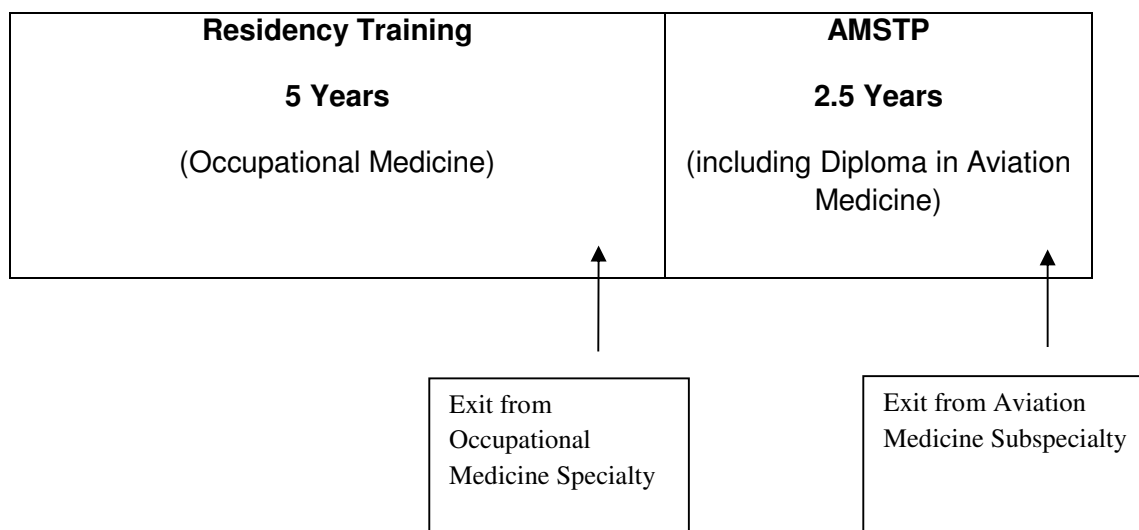 Residency Training
5 Years
(Occupational Medicine)
AMSTP
2.5 Years
(including Diploma in Aviation
Medicine)
Exit from
Occupational
Medicine Specialty
Exit from Aviation
Medicine Subspecialty